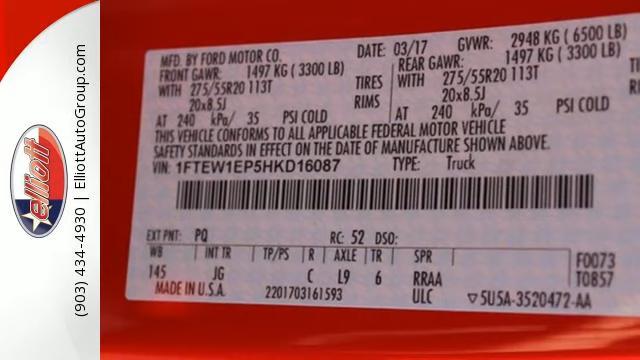 elliott
(903) 434-4930 | ElliottAutoGroup.com
MFD. BY FORD MOTOR CO.
DATE: 03/17 GVWR: 2948 KG ( 6500 LB)
FRONT GAWR: 1497 KG ( 3300 LB)
WITH 275/55R20 113T TIRES
20x8.5J RIMS
AT 240 kPa/ 35 PSI COLD
REAR GAWR: 1497 KG ( 3300 LB)
WITH 275/55R20 113T TIRES
20x8.5J RIMS
AT 240 kPa/ 35 PSI COLD
THIS VEHICLE CONFORMS TO ALL APPLICABLE FEDERAL MOTOR VEHICLE
SAFETY STANDARDS IN EFFECT ON THE DATE OF MANUFACTURE SHOWN ABOVE.
VIN: 1FTEW1EP5HKD16087 TYPE: Truck
EXT PNT: PQ RC: 52 DSO:
WB INT TR TP/PS R AXLE TR SPR F0073
145 JG C L9 6 RRAA T0857
MADE IN U.S.A. 2201703161593 ULC ▽5U5A-3520472-AA